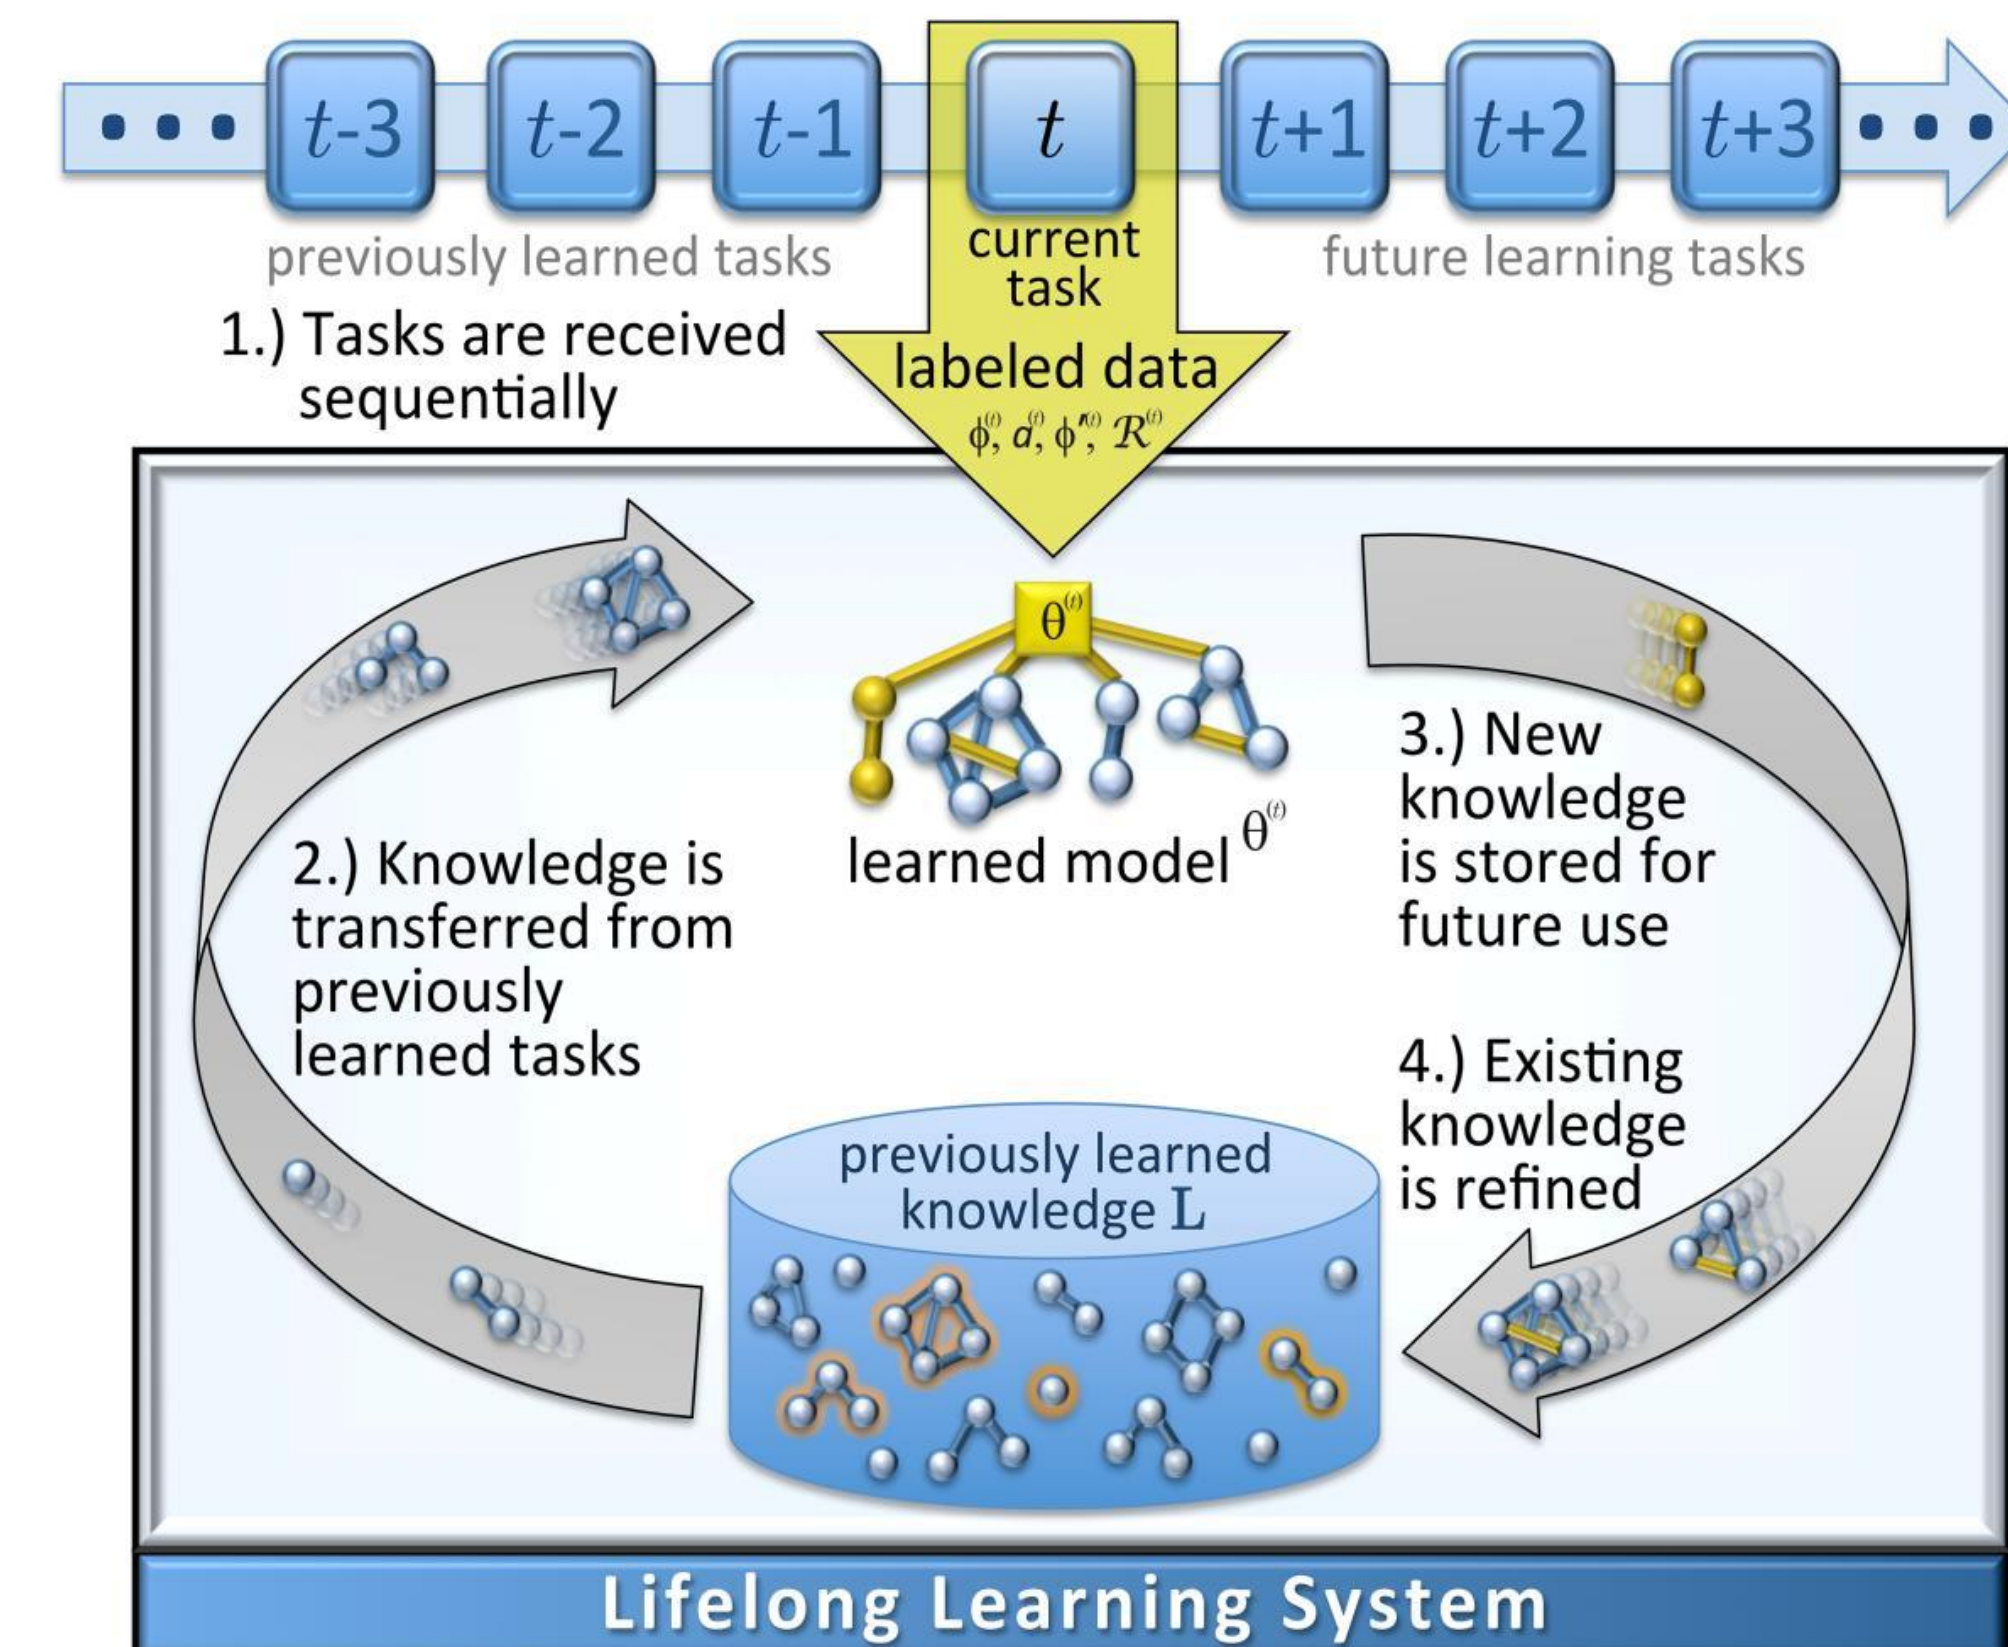 ••• t-3 t-2 t-1 t t+1 t+2 t+3 •••
previously learned tasks
current
task
future learning tasks
1.) Tasks are received
sequentially
labeled data
ϕ⁽ᵗ⁾, a⁽ᵗ⁾, ϕ′⁽ᵗ⁾, ℛ⁽ᵗ⁾
θ⁽ᵗ⁾
learned model θ⁽ᵗ⁾
2.) Knowledge is
transferred from
previously
learned tasks
3.) New
knowledge
is stored for
future use
4.) Existing
knowledge
is refined
previously learned
knowledge L
Lifelong Learning System